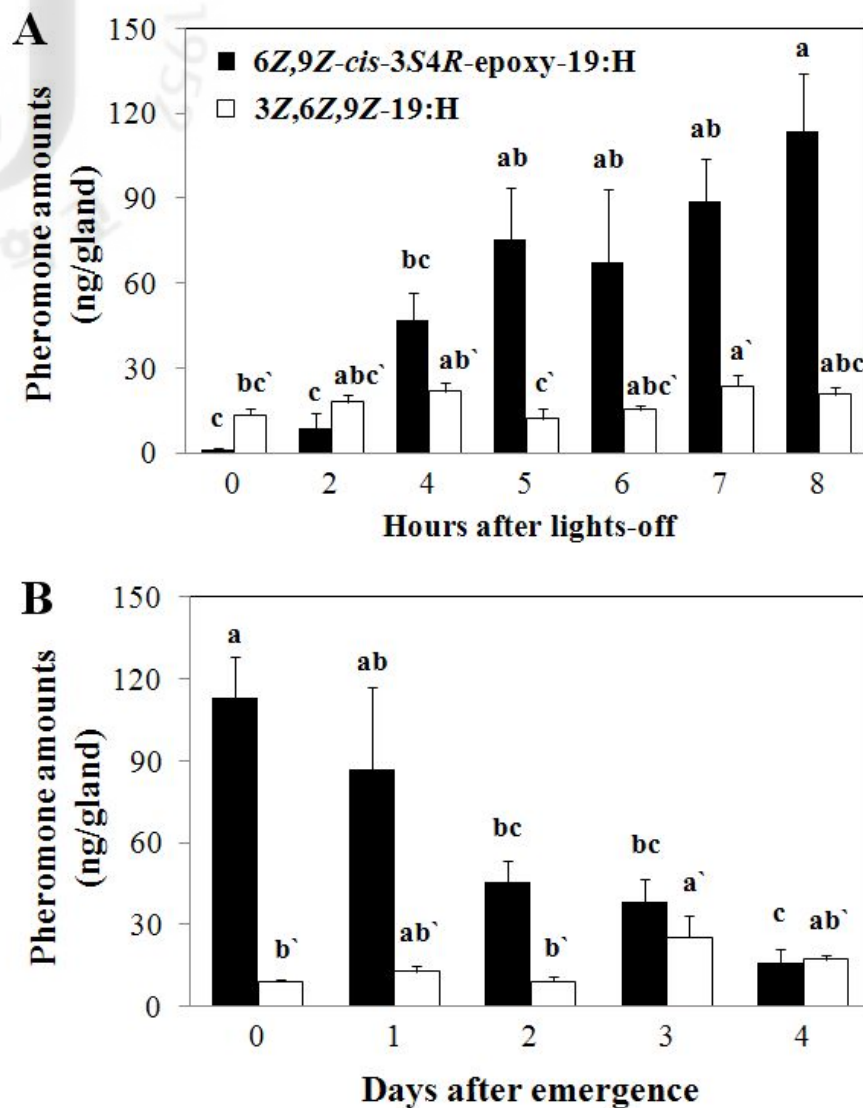 A
150
120
90
60
30
0
Pheromone amounts
(ng/gland)
■ 6Z,9Z-cis-3S4R-epoxy-19:H
□ 3Z,6Z,9Z-19:H
c bc` c abc` bc ab` ab c` ab abc` ab a` a abc
0 2 4 5 6 7 8
Hours after lights-off
B
150
120
90
60
30
0
Pheromone amounts
(ng/gland)
a b` ab ab` bc b` bc a` c ab`
0 1 2 3 4
Days after emergence
1952